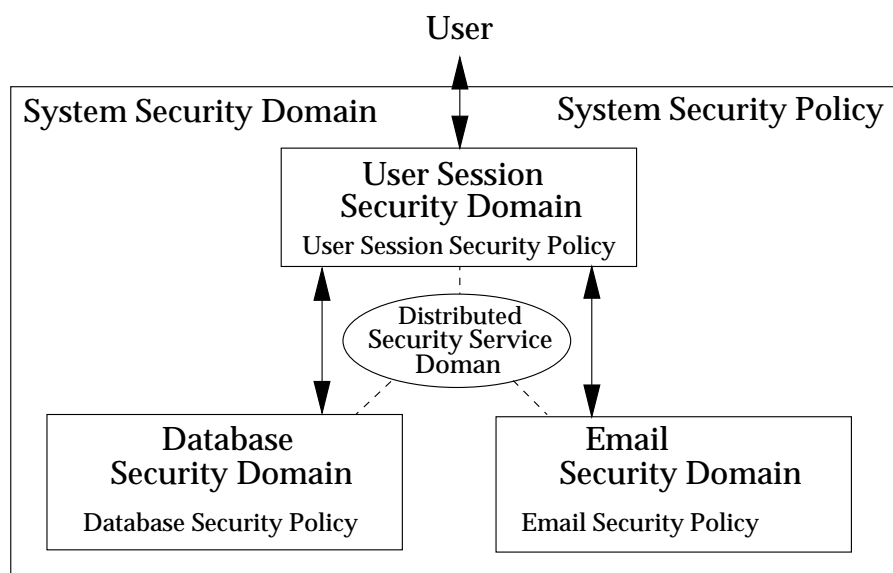 User
System Security Domain
System Security Policy
User Session
Security Domain
User Session Security Policy
Distributed
Security Service
Doman
Database
Security Domain
Database Security Policy
Email
Security Domain
Email Security Policy